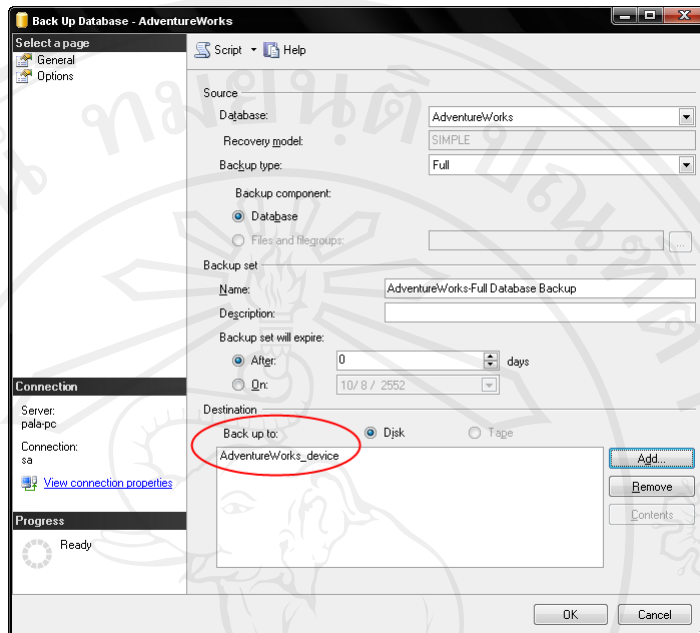 Back Up Database - AdventureWorks
Select a page
General
Options
Script
Help
Source
Database:
AdventureWorks
Recovery model:
SIMPLE
Backup type:
Full
Backup component:
Database
Files and filegroups:
...
Backup set
Name:
AdventureWorks-Full Database Backup
Description:
Backup set will expire:
After:
0
days
On:
10/ 8 / 2552
Destination
Back up to:
Disk
Tape
AdventureWorks_device
Add...
Remove
Contents
Connection
Server:
pala-pc
Connection:
sa
View connection properties
Progress
Ready
OK
Cancel